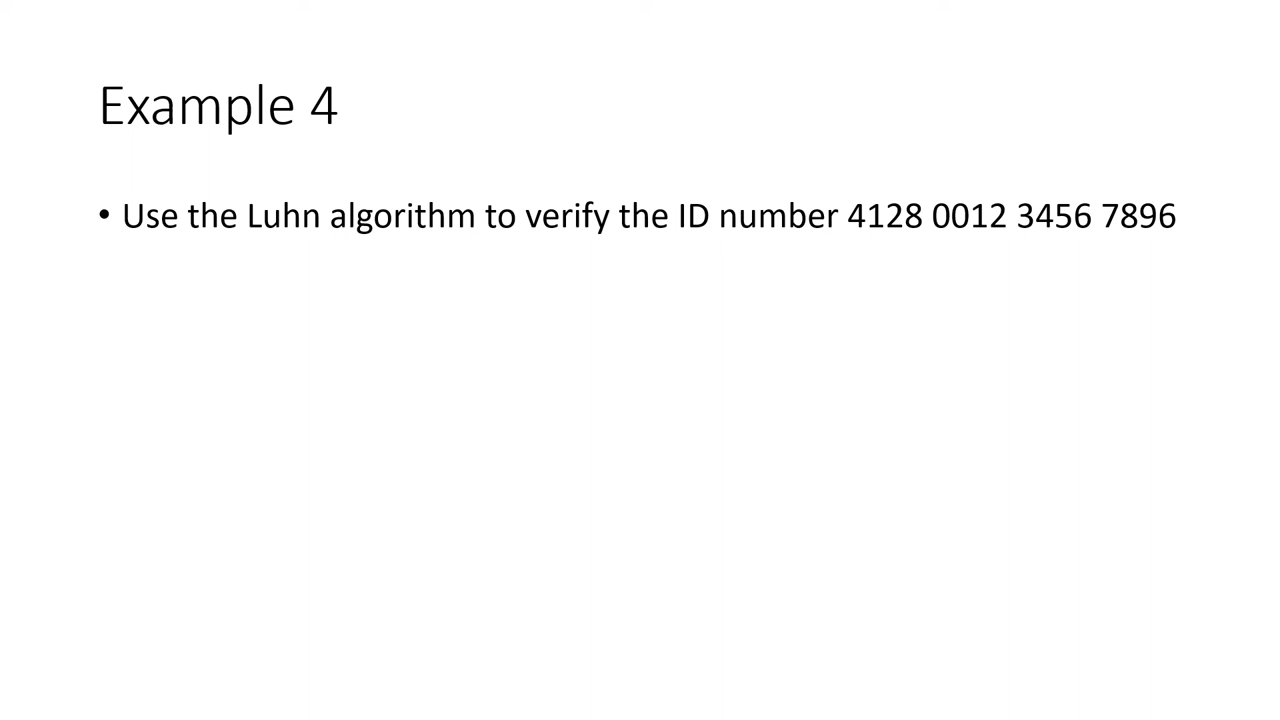 Example 4
• Use the Luhn algorithm to verify the ID number 4128 0012 3456 7896